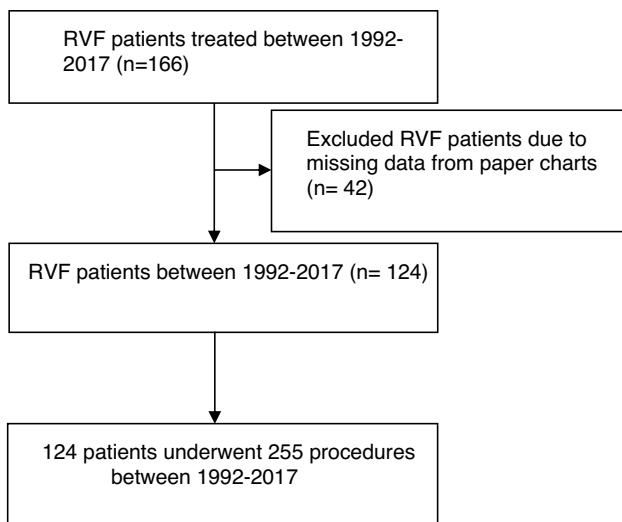 RVF patients treated between 1992-
2017 (n=166)
Excluded RVF patients due to
missing data from paper charts
(n= 42)
RVF patients between 1992-2017 (n= 124)
124 patients underwent 255 procedures
between 1992-2017